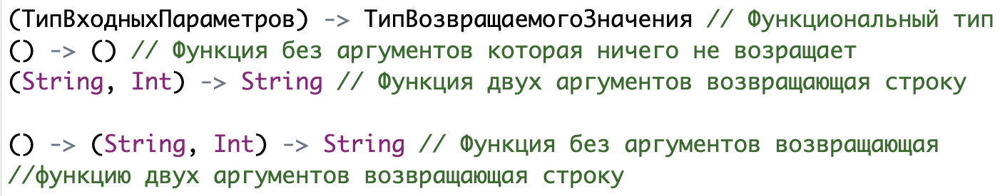 (ТипВходныхПараметров) -> ТипВозвращаемогоЗначения // Функциональный тип
() -> () // Функция без аргументов которая ничего не возращает
(String, Int) -> String // Функция двух аргументов возвращающая строку
() -> (String, Int) -> String // Функция без аргументов возвращающая
//функцию двух аргументов возвращающая строку